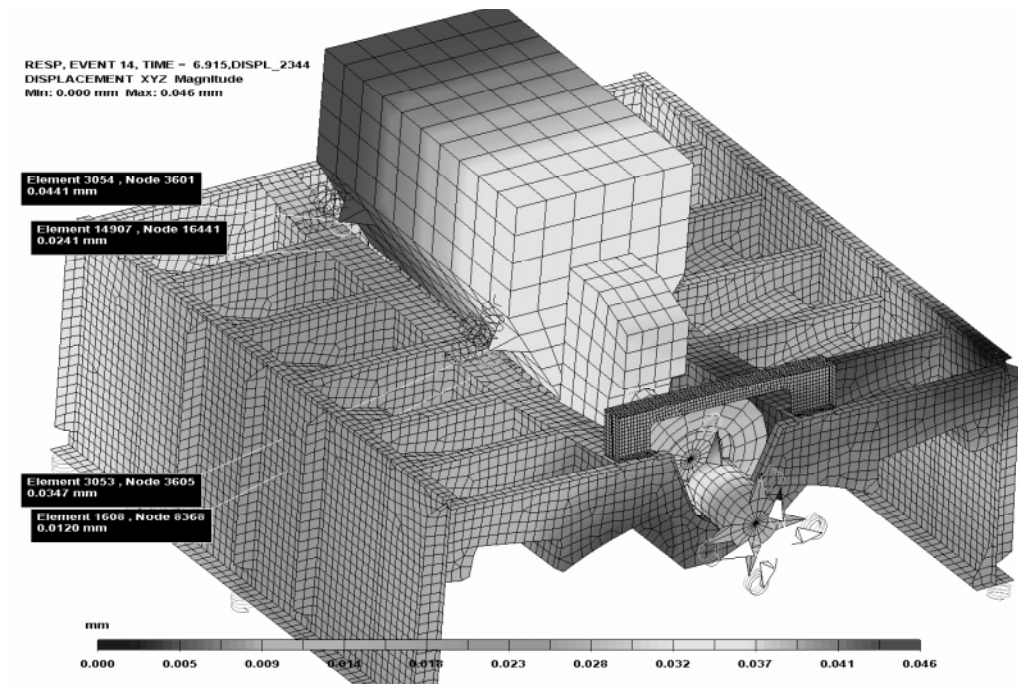 RESP, EVENT 14, TIME = 6.915,DISPL_2344
DISPLACEMENT XYZ Magnitude
Min: 0.000 mm Max: 0.046 mm
Element 3054 , Node 3601
0.0441 mm
Element 14907 , Node 16441
0.0241 mm
Element 3053 , Node 3605
0.0347 mm
Element 1608 , Node 8368
0.0120 mm
mm
0.000 0.005 0.009 0.014 0.018 0.023 0.028 0.032 0.037 0.041 0.046